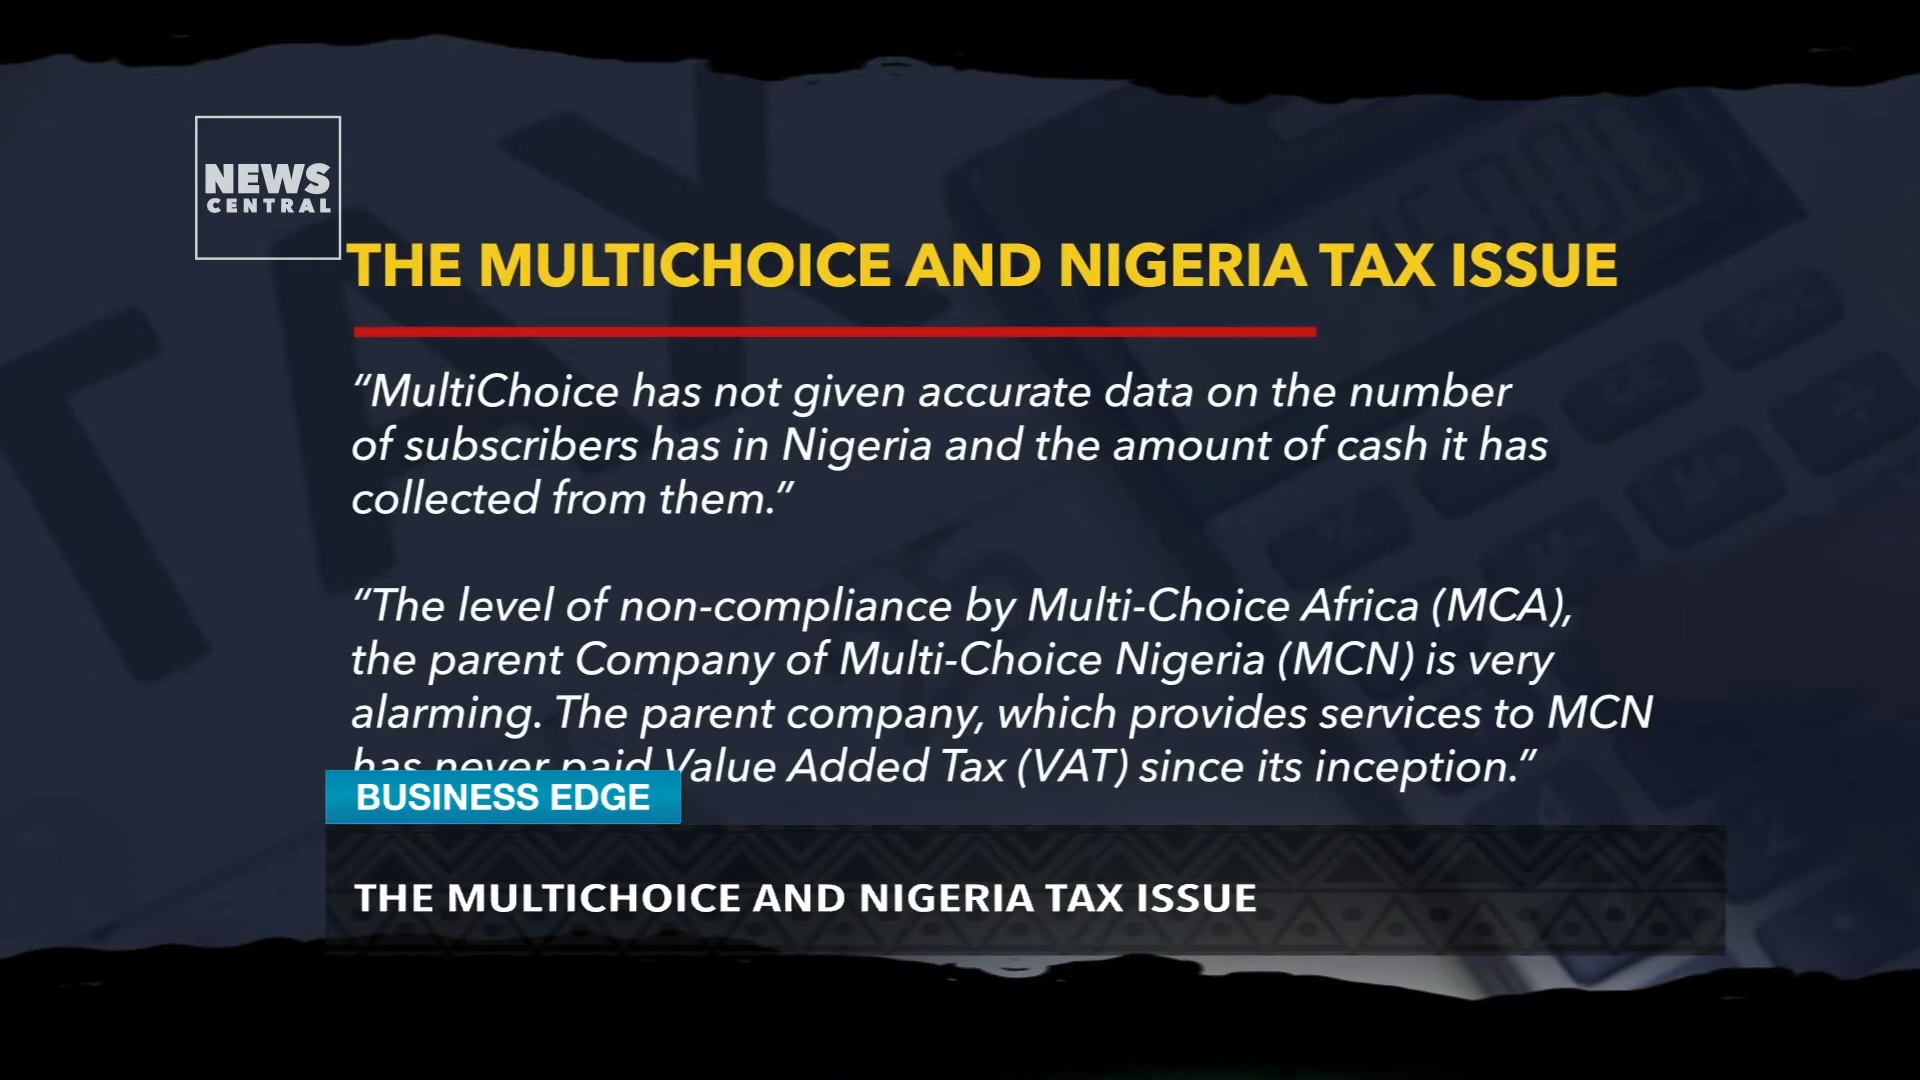 NEWS
CENTRAL
THE MULTICHOICE AND NIGERIA TAX ISSUE
“MultiChoice has not given accurate data on the number
of subscribers has in Nigeria and the amount of cash it has
collected from them.”
“The level of non-compliance by Multi-Choice Africa (MCA),
the parent Company of Multi-Choice Nigeria (MCN) is very
alarming. The parent company, which provides services to MCN
has never paid Value Added Tax (VAT) since its inception.”
BUSINESS EDGE
THE MULTICHOICE AND NIGERIA TAX ISSUE